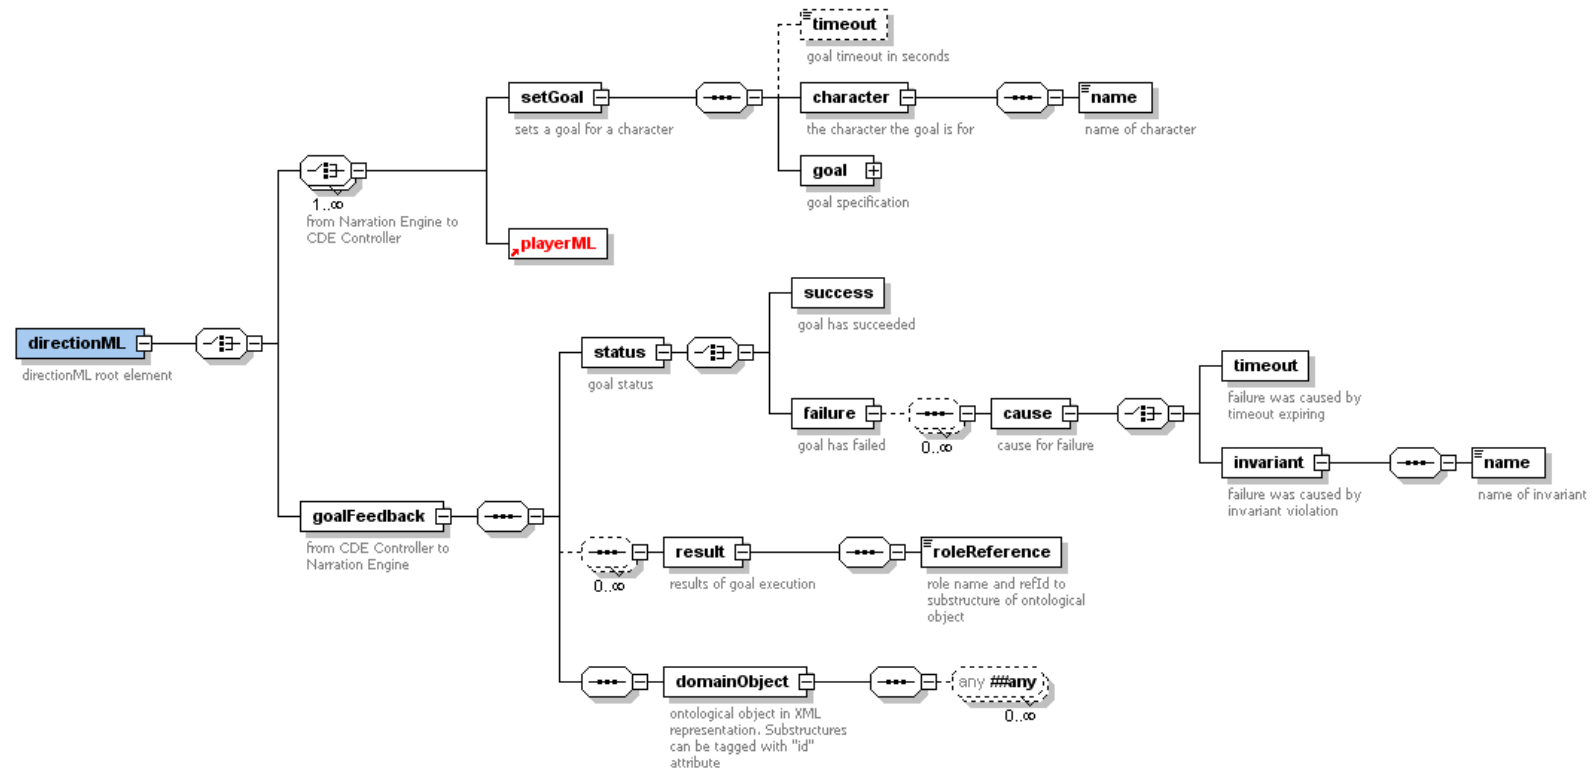 timeout
goal timeout in seconds
setGoal
sets a goal for a character
character
the character the goal is for
name
name of character
goal
goal specification
1..∞
from Narration Engine to
CDE Controller
playerML
directionML
directionML root element
success
goal has succeeded
status
goal status
failure
goal has failed
0..∞
cause
cause for failure
timeout
failure was caused by
timeout expiring
invariant
failure was caused by
invariant violation
name
name of invariant
goalFeedback
from CDE Controller to
Narration Engine
0..∞
result
results of goal execution
roleReference
role name and refId to
substructure of ontological
object
domainObject
ontological object in XML
representation. Substructures
can be tagged with "id"
attribute
any ##any
0..∞